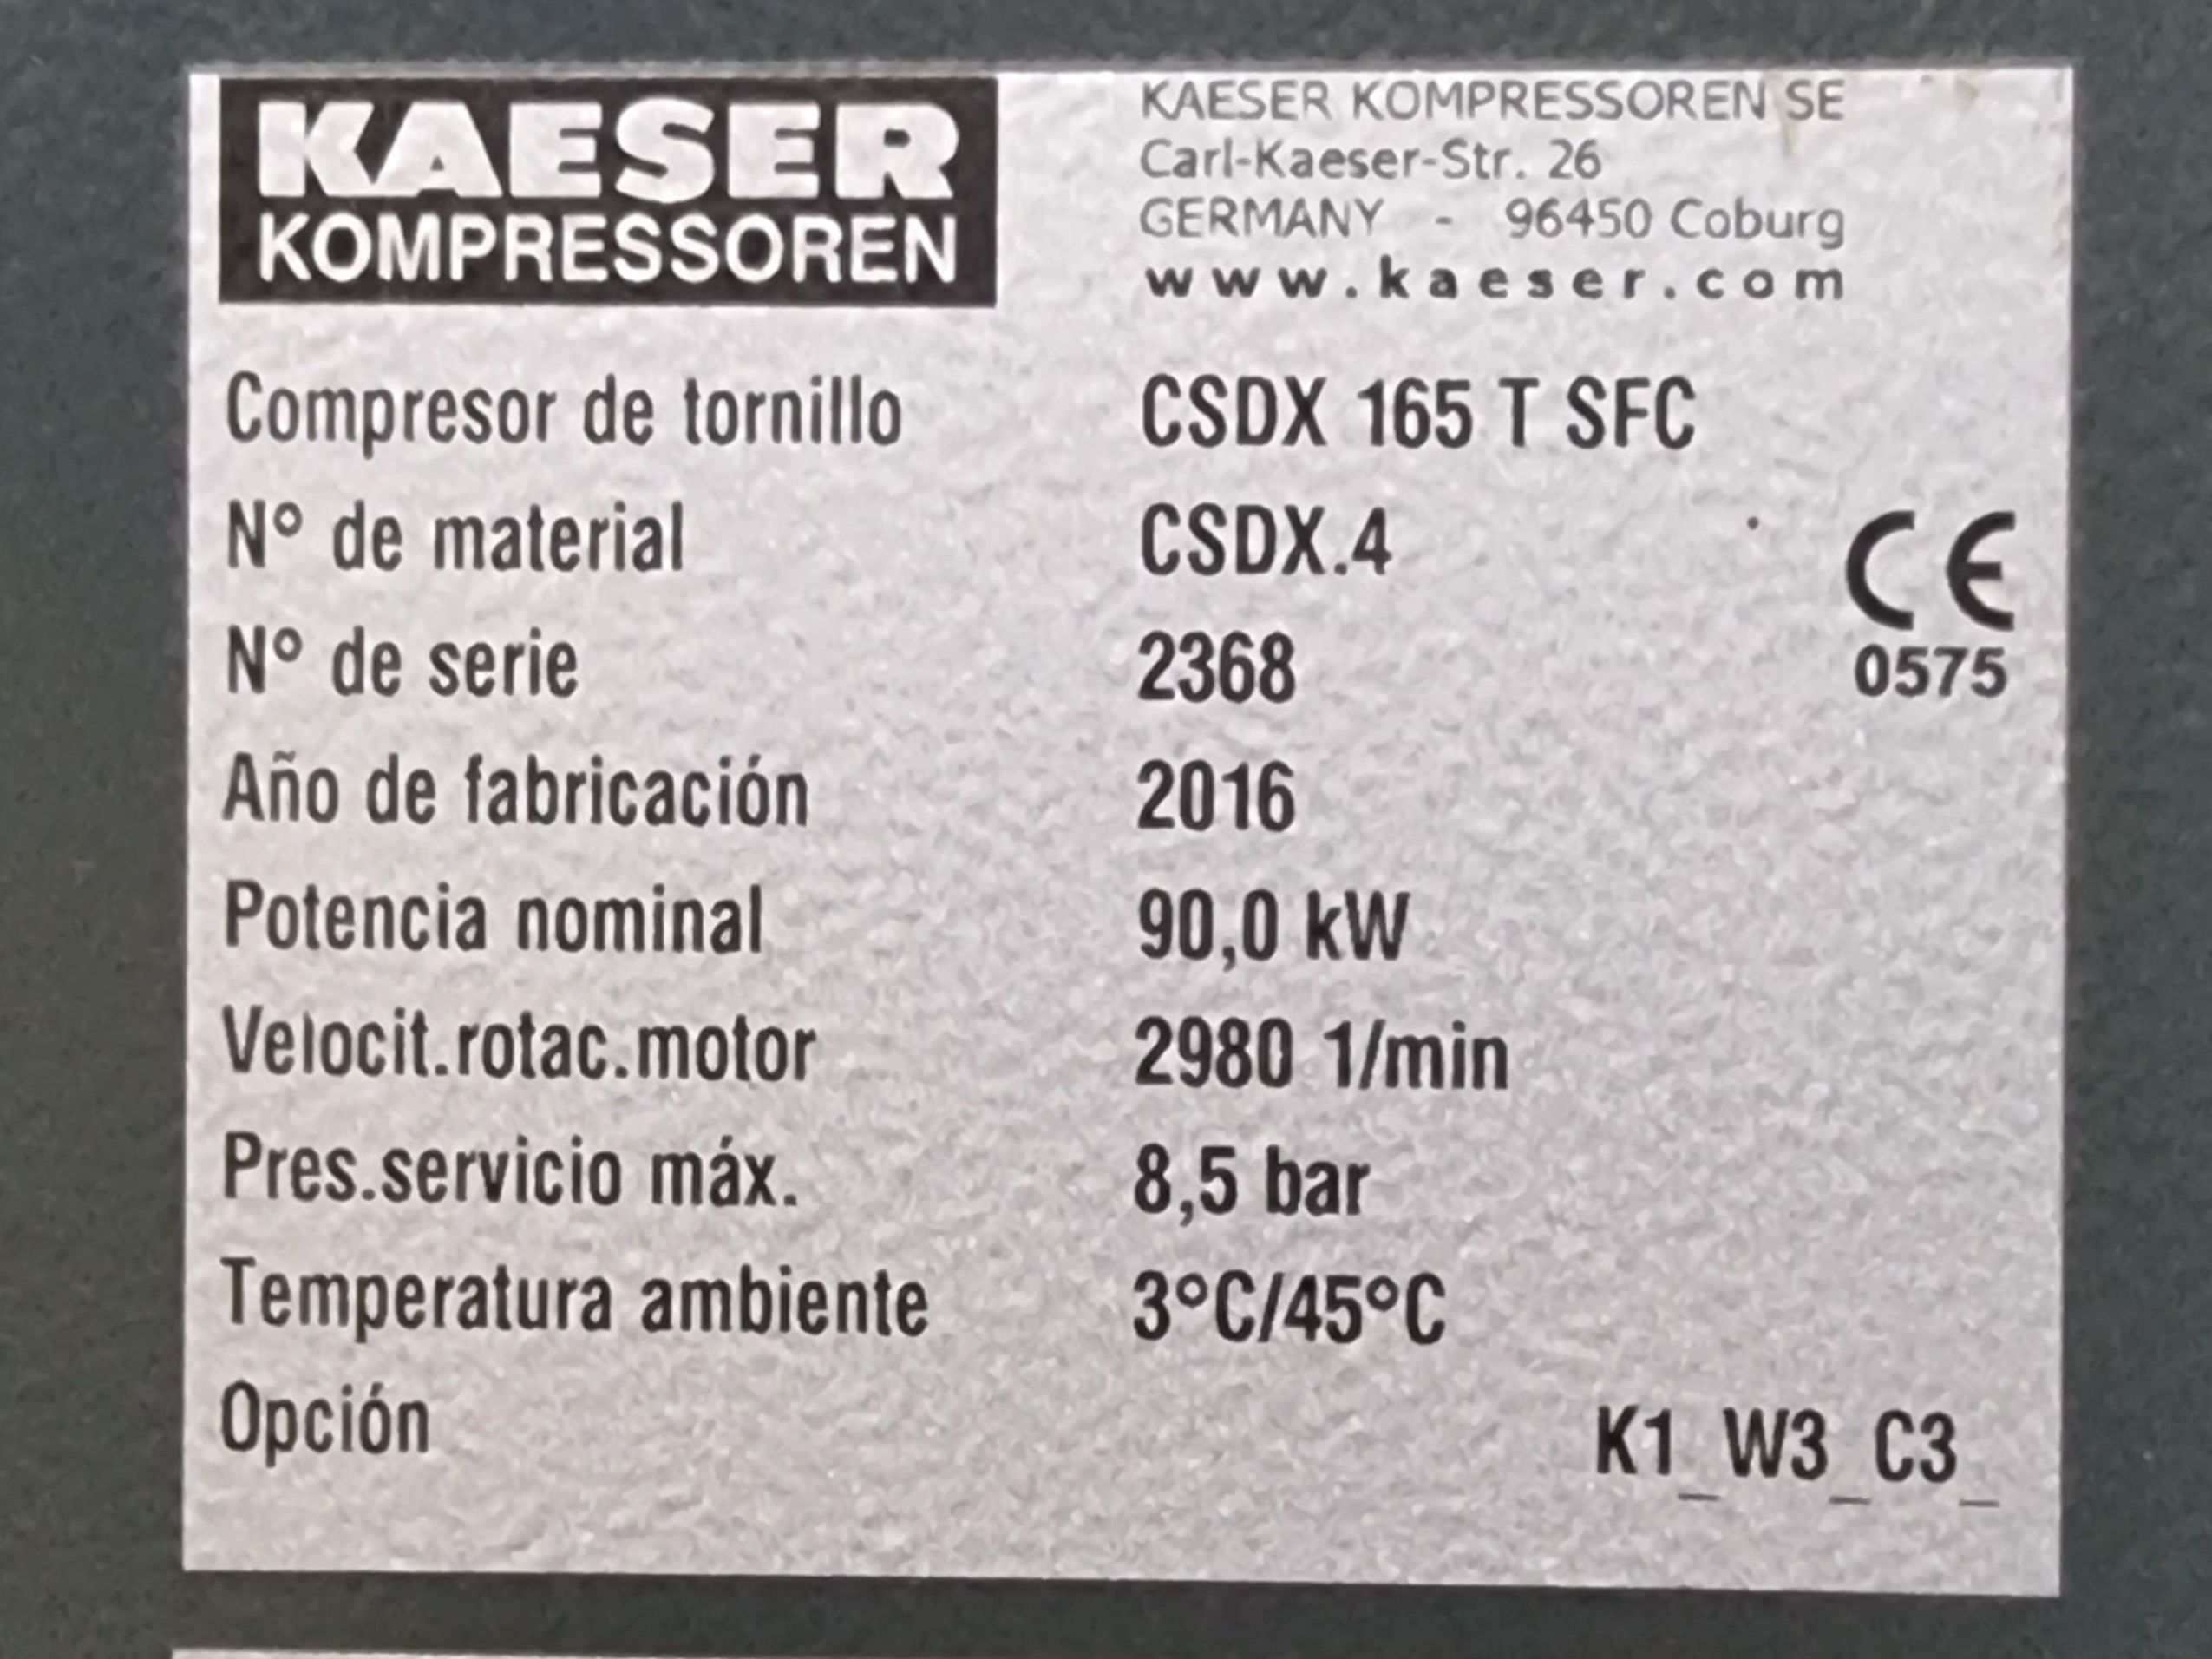 KAESER
KOMPRESSOREN
KAESER KOMPRESSOREN SE
Carl-Kaeser-Str. 26
GERMANY - 96450 Coburg
www.kaeser.com
Compresor de tornillo CSDX 165 T SFC
Nº de material CSDX.4
CE
Nº de serie 2368
0575
Año de fabricación 2016
Potencia nominal 90,0 kW
Velocit.rotac.motor 2980 1/min
Pres.servicio máx. 8,5 bar
Temperatura ambiente 3°C/45°C
Opción K1_W3_C3_